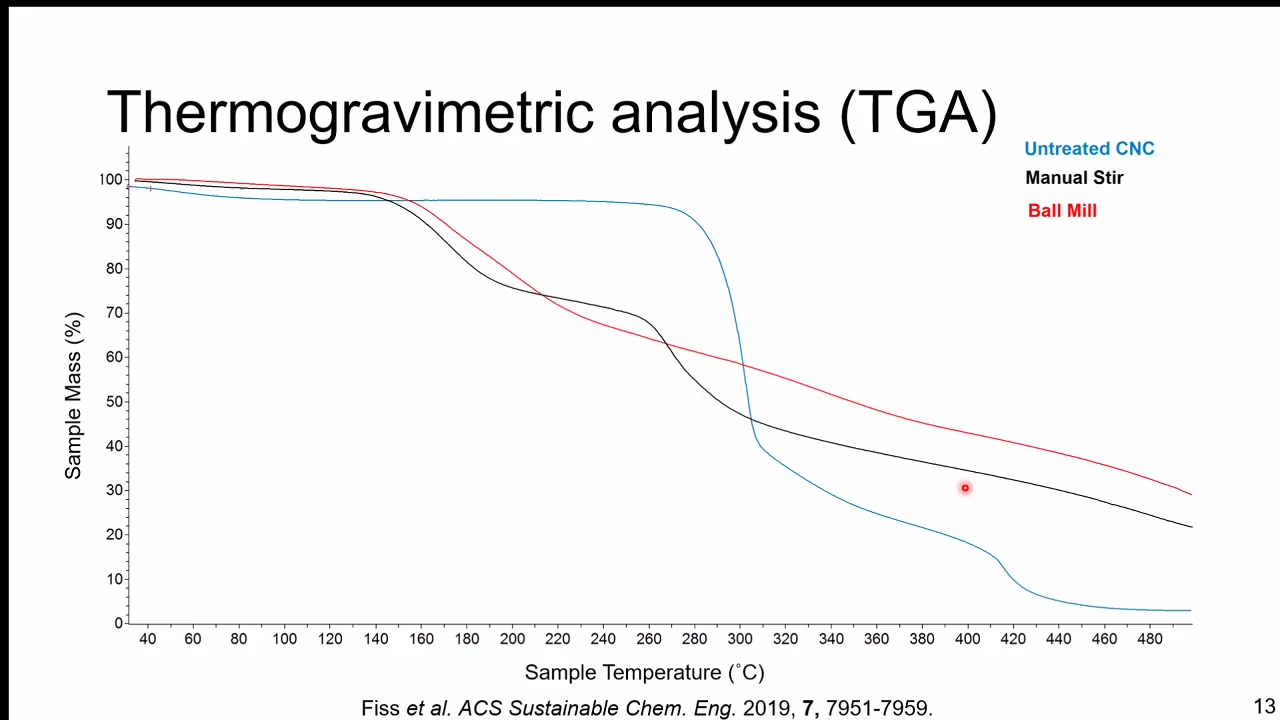 Thermogravimetric analysis (TGA)
Untreated CNC
Manual Stir
Ball Mill
100
90
80
70
60
50
40
30
20
10
0
Sample Mass (%)
40 60 80 100 120 140 160 180 200 220 240 260 280 300 320 340 360 380 400 420 440 460 480
Sample Temperature (˚C)
Fiss et al. ACS Sustainable Chem. Eng. 2019, 7, 7951-7959.
13